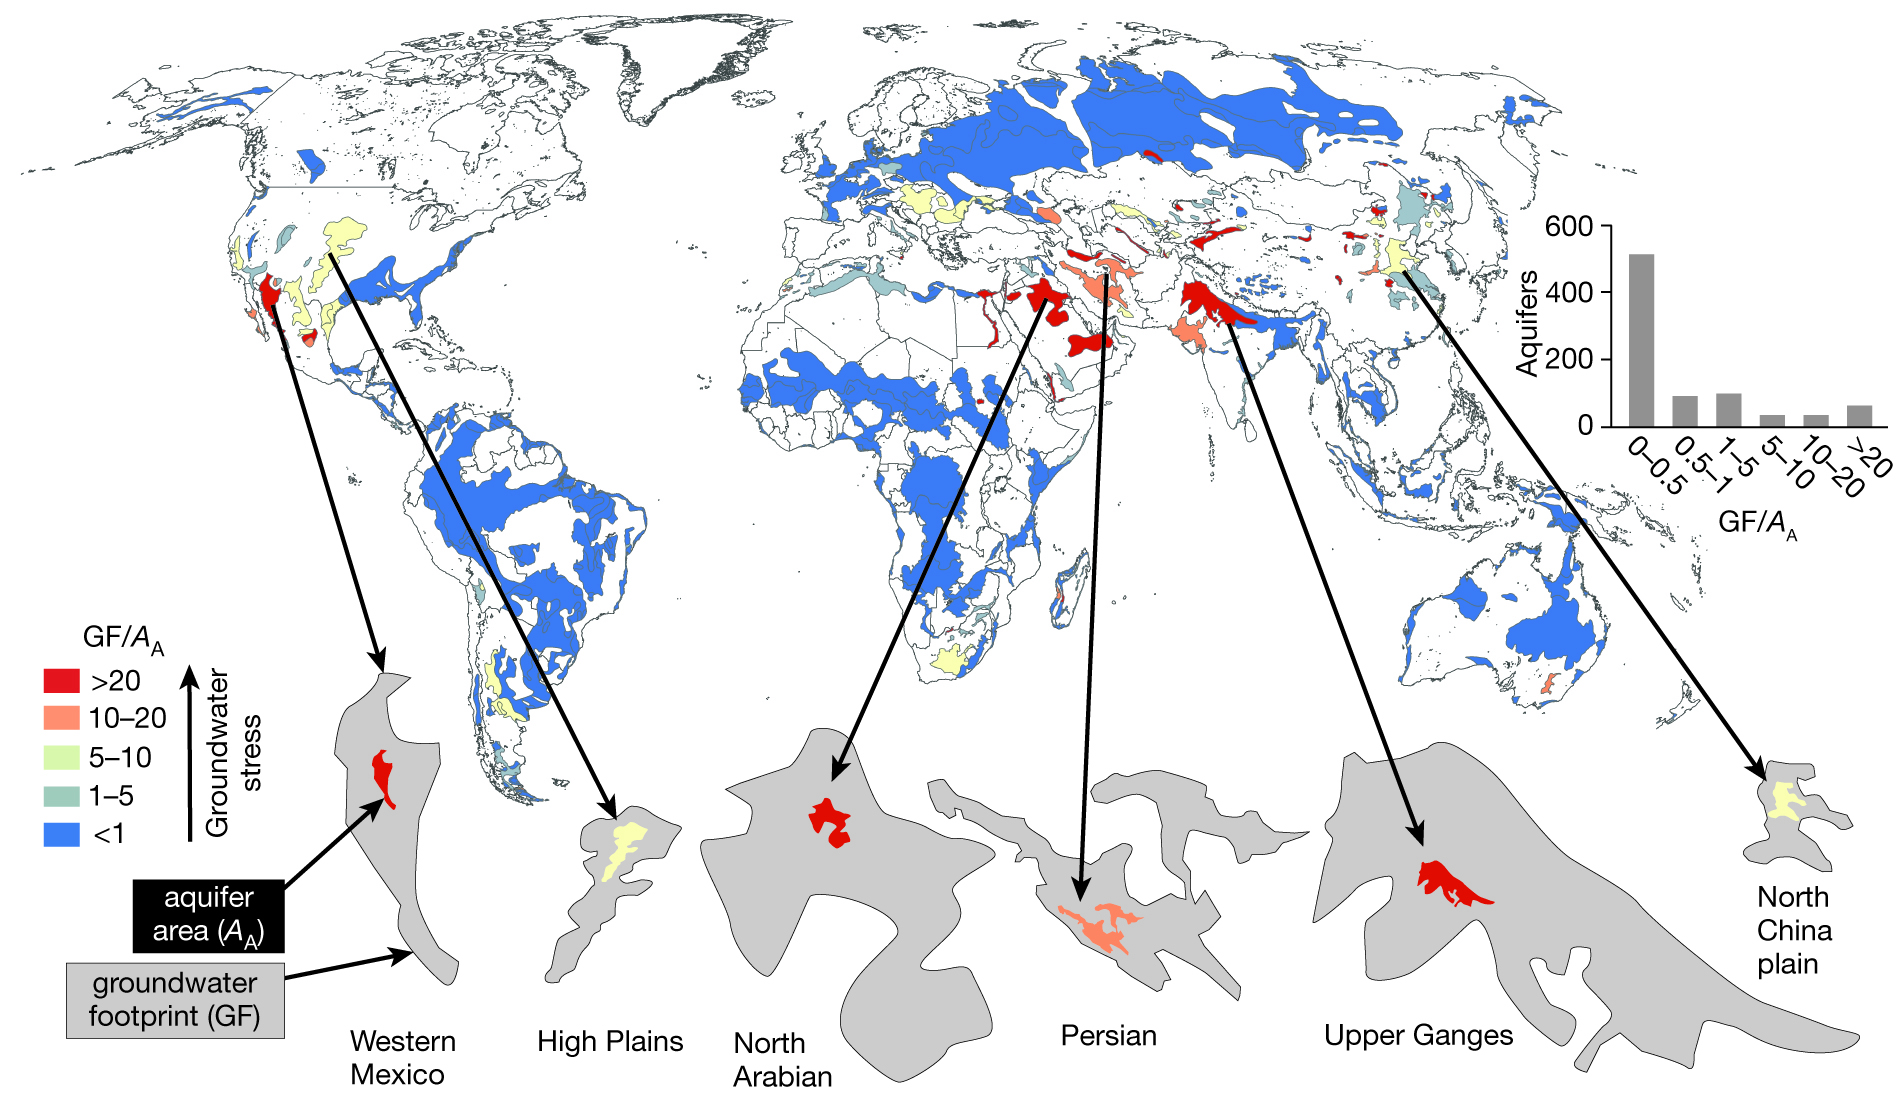 600
400
200
0
Aquifers
0–0.5
0.5–1
1–5
5–10
10–20
>20
GF/AA
GF/AA
>20
10–20
5–10
1–5
<1
Groundwater
stress
aquifer
area (AA)
groundwater
footprint (GF)
Western
Mexico
High Plains
North
Arabian
Persian
Upper Ganges
North
China
plain